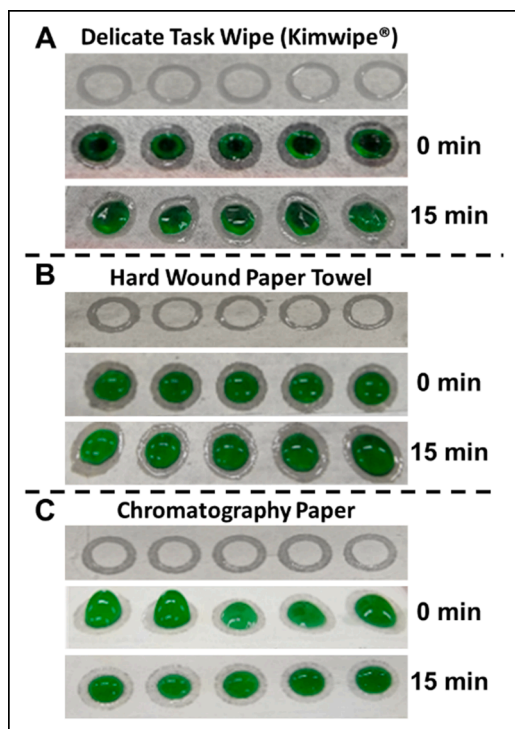 A Delicate Task Wipe (Kimwipe®)
0 min
15 min
B Hard Wound Paper Towel
0 min
15 min
C Chromatography Paper
0 min
15 min